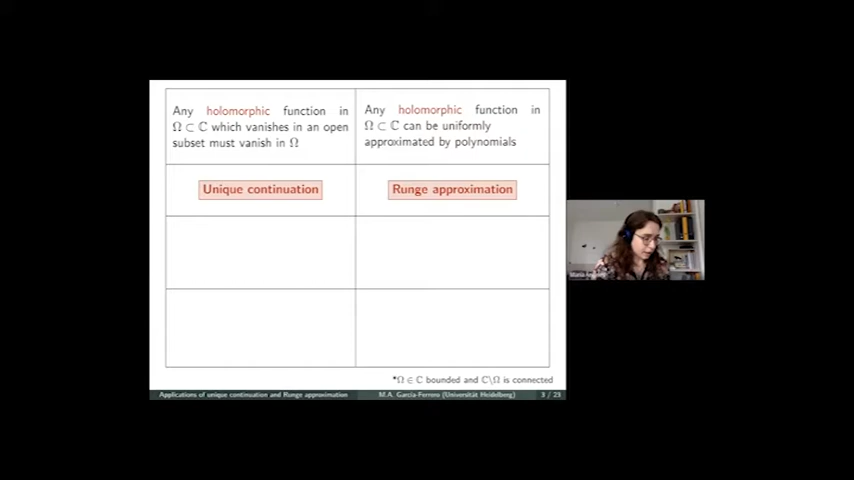 Any holomorphic function in
Ω ⊂ ℂ which vanishes in an open
subset must vanish in Ω
Any holomorphic function in
Ω ⊂ ℂ can be uniformly
approximated by polynomials
Unique continuation
Runge approximation
*Ω ∈ ℂ bounded and ℂ\Ω is connected
Applications of unique continuation and Runge approximation
M.A. García-Ferrero (Universität Heidelberg)
3 / 23